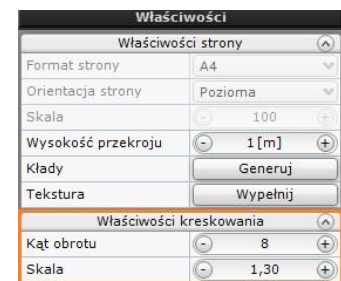 Właściwości
Właściwości strony
Format strony A4
Orientacja strony Pozioma
Skala 100
Wysokość przekroju 1[m]
Kłady Generuj
Tekstura Wypełnij
Właściwości kreskowania
Kąt obrotu 8
Skala 1,30